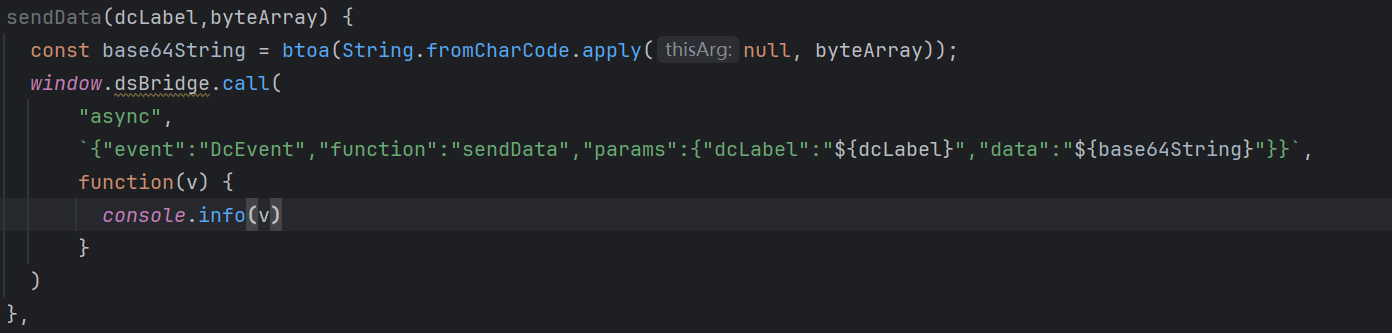 sendData(dcLabel,byteArray) {
const base64String = btoa(String.fromCharCode.apply( thisArg: null, byteArray));
window.dsBridge.call(
"async",
`{"event":"DcEvent","function":"sendData","params":{"dcLabel":"${dcLabel}","data":"${base64String}"}}`,
function(v) {
console.info(v)
}
)
},